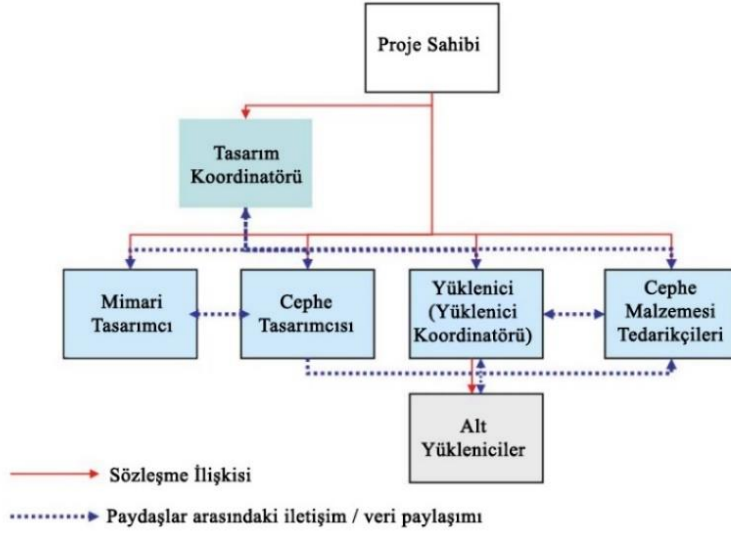 Proje Sahibi
Tasarım
Koordinatörü
Mimari
Tasarımcı
Cephe
Tasarımcısı
Yüklenici
(Yüklenici
Koordinatörü)
Cephe
Malzemesi
Tedarikçileri
Alt
Yükleniciler
Sözleşme İlişkisi
Paydaşlar arasındaki iletişim / veri paylaşımı